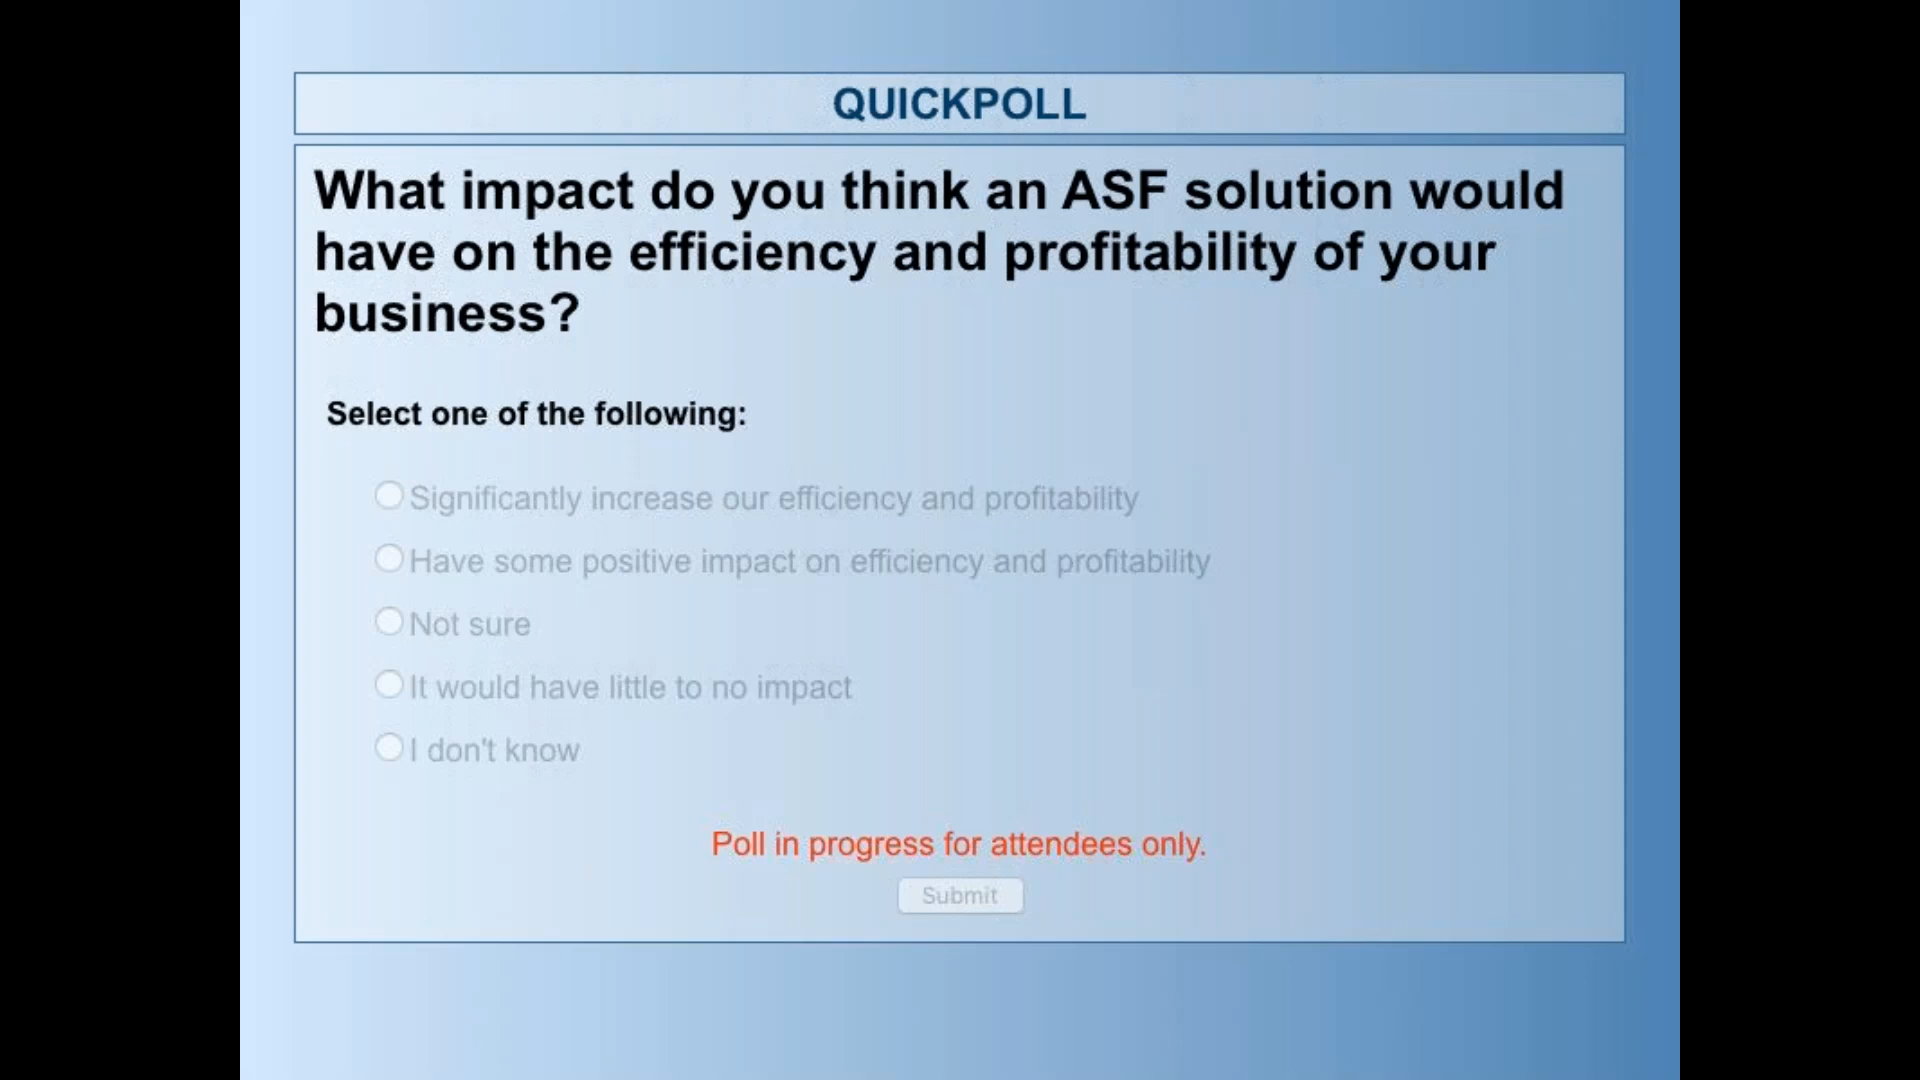 QUICKPOLL
What impact do you think an ASF solution would
have on the efficiency and profitability of your
business?
Select one of the following:
Significantly increase our efficiency and profitability
Have some positive impact on efficiency and profitability
Not sure
It would have little to no impact
I don't know
Poll in progress for attendees only.
Submit